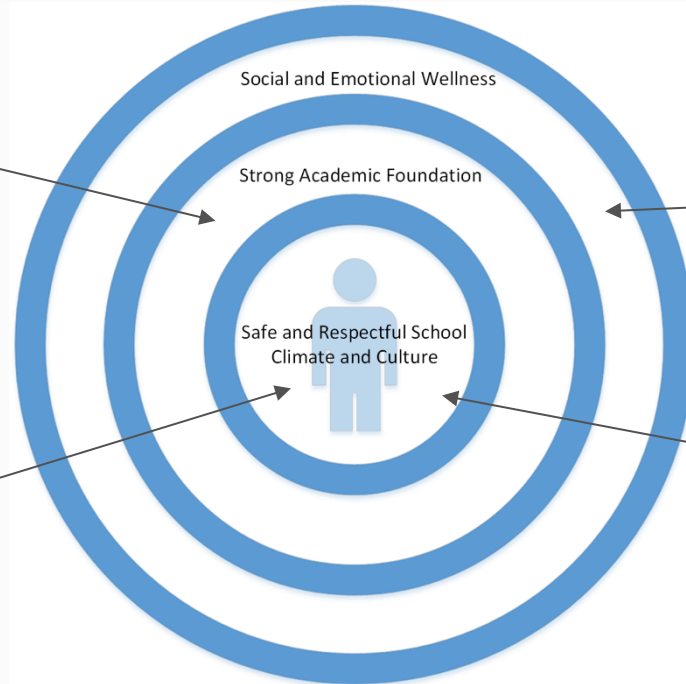 Social and Emotional Wellness
Strong Academic Foundation
Safe and Respectful School
Climate and Culture